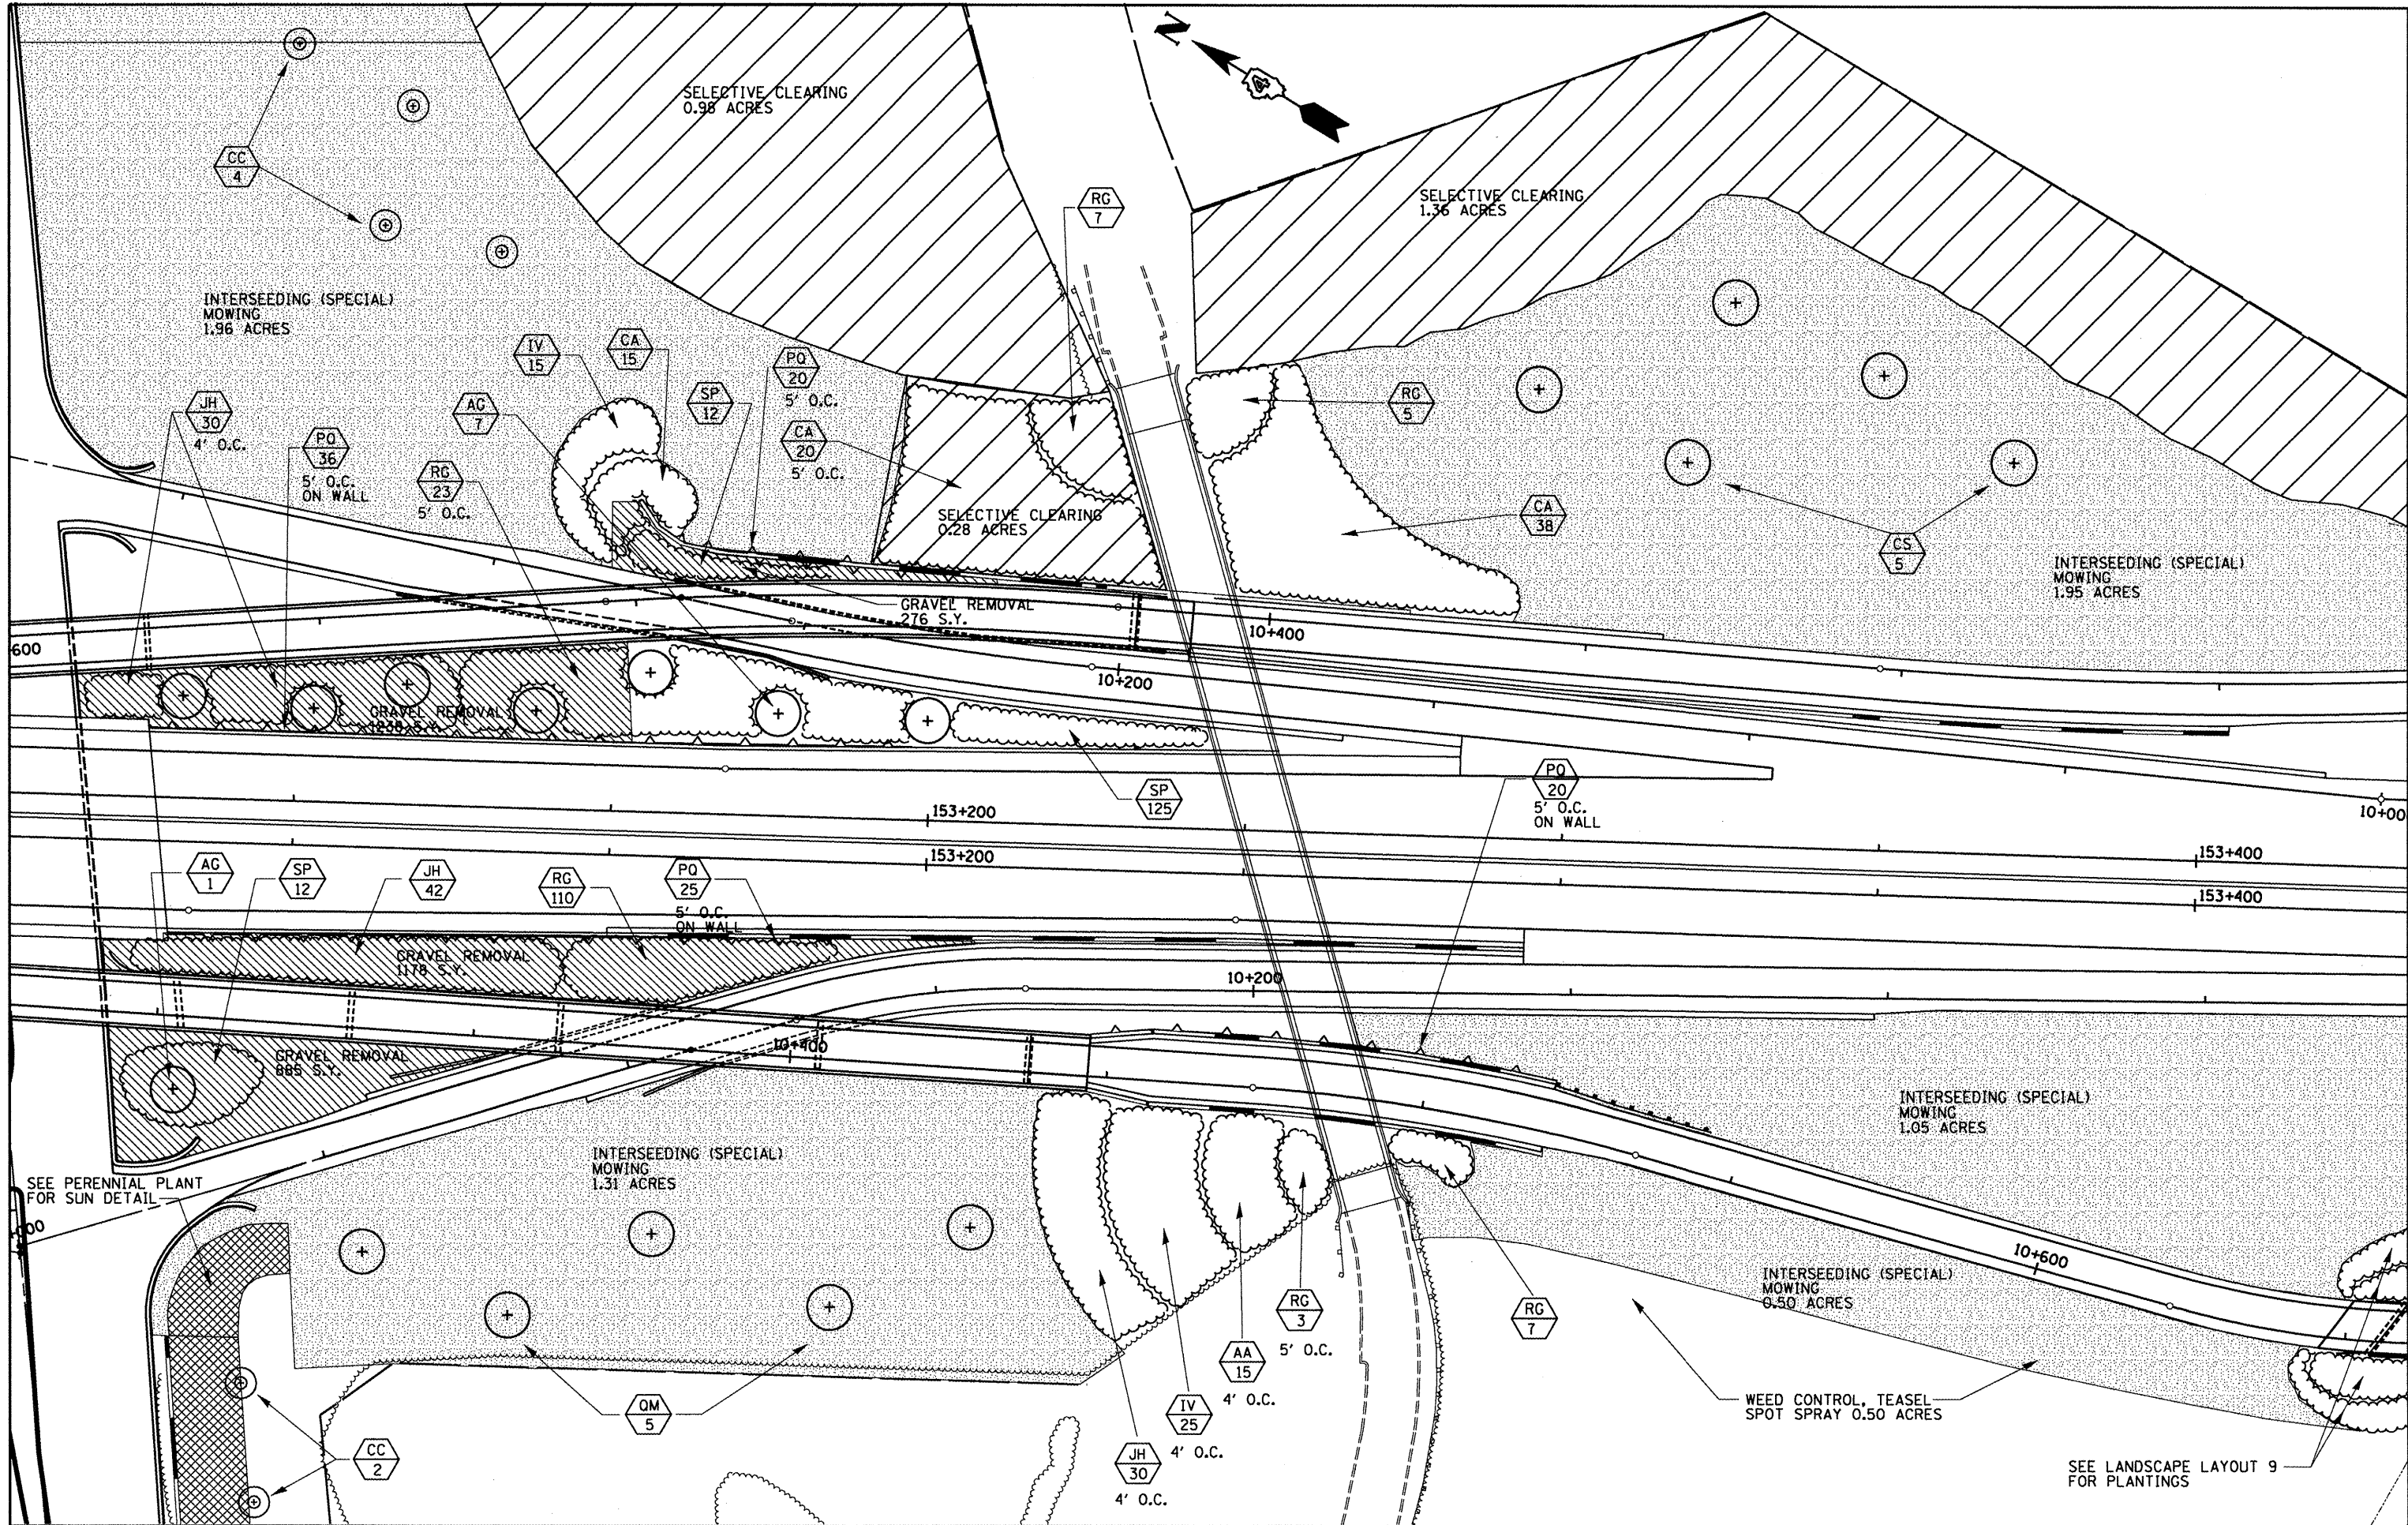 N
4
SELECTIVE CLEARING
0.98 ACRES
CC
4
RG
7
SELECTIVE CLEARING
1.36 ACRES
INTERSEEDING (SPECIAL)
MOWING
1.96 ACRES
IV
15
CA
15
PQ
20
5' O.C.
SP
12
AG
7
JH
30
4' O.C.
PQ
36
5' O.C.
ON WALL
RG
23
5' O.C.
CA
20
5' O.C.
RG
5
SELECTIVE CLEARING
0.28 ACRES
CA
38
CS
5
INTERSEEDING (SPECIAL)
MOWING
1.95 ACRES
GRAVEL REMOVAL
276 S.Y.
10+400
600
10+200
GRAVEL REMOVAL
SP
125
PQ
20
5' O.C.
ON WALL
10+00
153+200
153+200
153+400
153+400
AG
1
SP
12
JH
42
RG
110
PQ
25
5' O.C.
ON WALL
GRAVEL REMOVAL
1178 S.Y.
10+200
GRAVEL REMOVAL
885 S.Y.
10+400
INTERSEEDING (SPECIAL)
MOWING
1.05 ACRES
INTERSEEDING (SPECIAL)
MOWING
1.31 ACRES
SEE PERENNIAL PLANT
FOR SUN DETAIL
10+600
INTERSEEDING (SPECIAL)
MOWING
0.50 ACRES
RG
3
5' O.C.
RG
7
AA
15
4' O.C.
QM
5
IV
25
4' O.C.
WEED CONTROL, TEASEL
SPOT SPRAY 0.50 ACRES
CC
2
JH
30
4' O.C.
SEE LANDSCAPE LAYOUT 9
FOR PLANTINGS